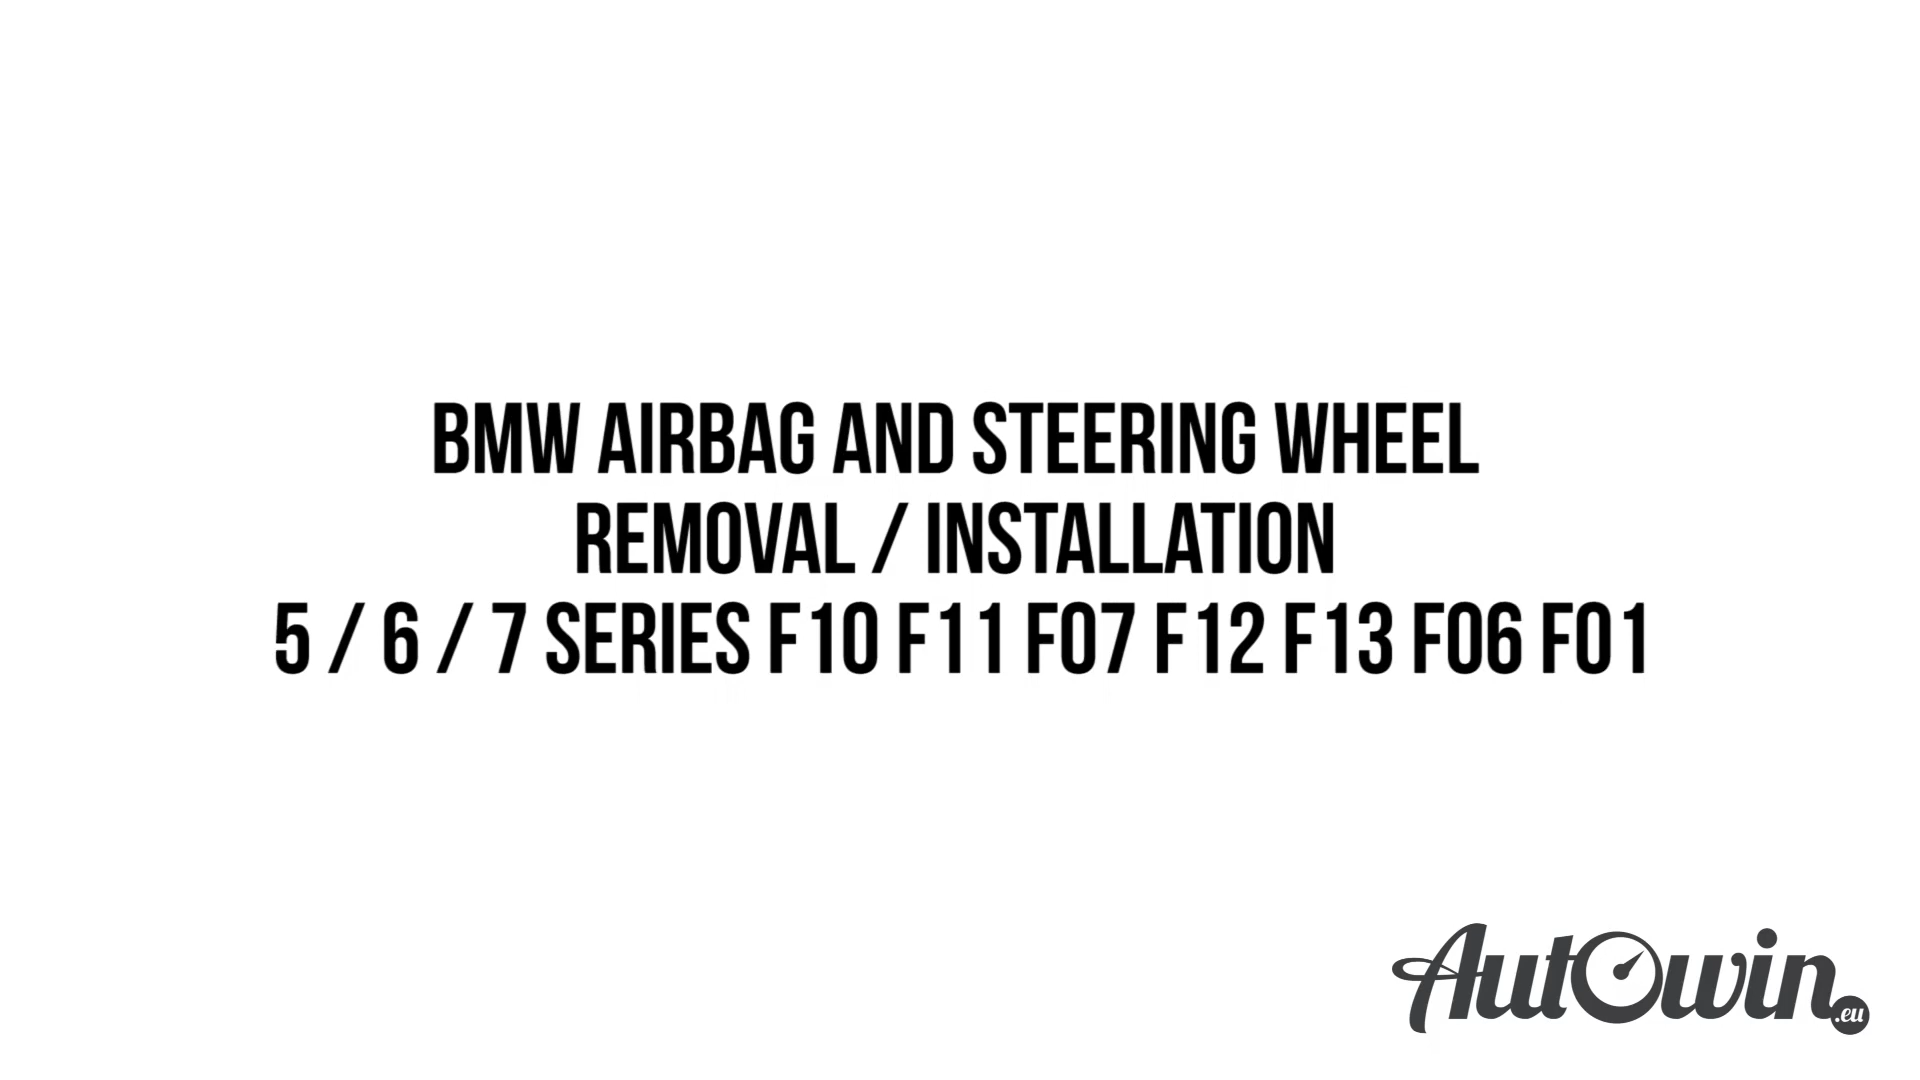 BMW AIRBAG AND STEERING WHEEL
REMOVAL / INSTALLATION
5 / 6 / 7 SERIES F10 F11 F07 F12 F13 F06 F01
AutOwin.eu